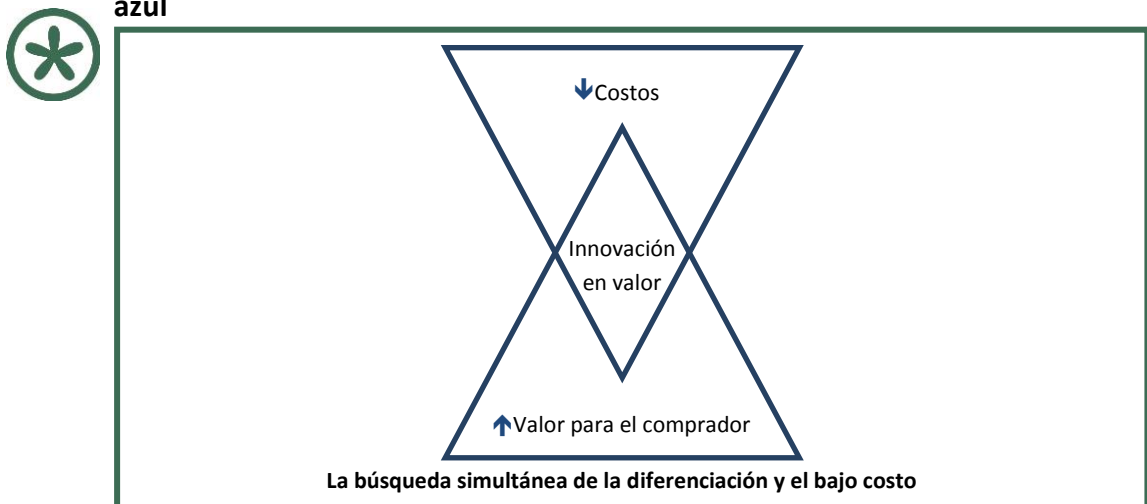 azul
↓Costos
Innovación
en valor
↑Valor para el comprador
La búsqueda simultánea de la diferenciación y el bajo costo